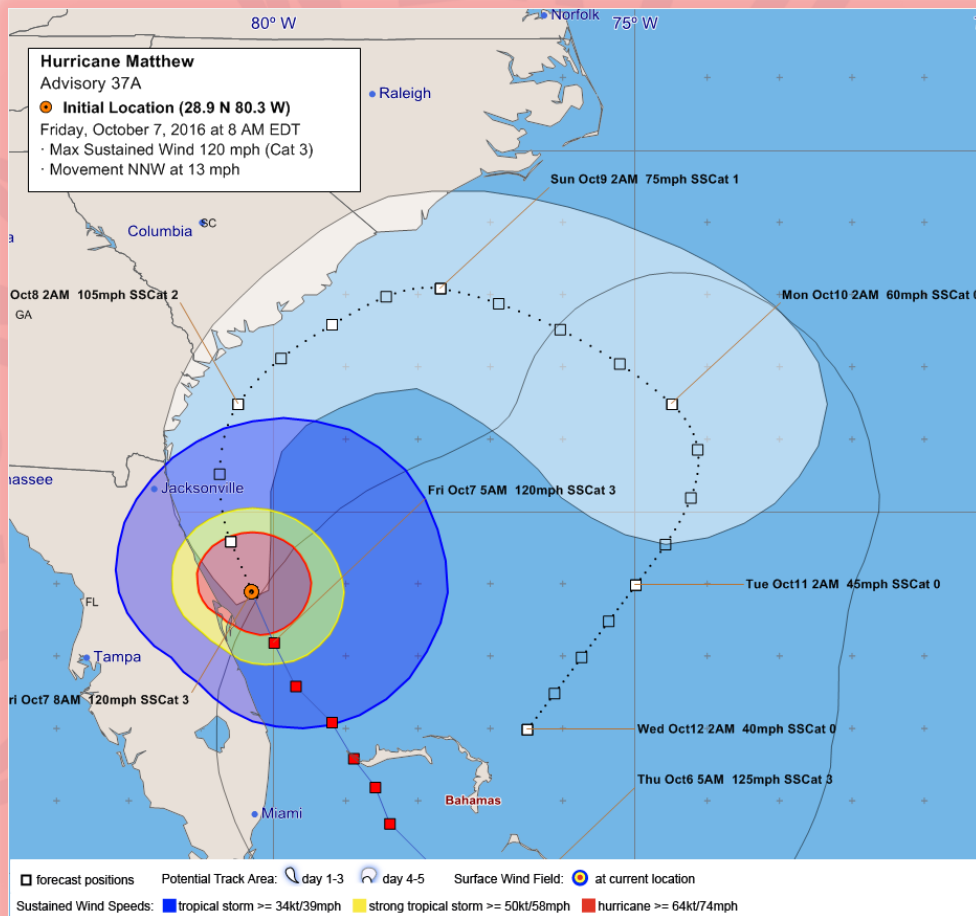 80° W
75° W
Norfolk
Hurricane Matthew
Advisory 37A
Initial Location (28.9 N 80.3 W)
Friday, October 7, 2016 at 8 AM EDT
· Max Sustained Wind 120 mph (Cat 3)
· Movement NNW at 13 mph
Raleigh
Sun Oct9 2AM 75mph SSCat 1
SC
Columbia
a
Oct8 2AM 105mph SSCat 2
Mon Oct10 2AM 60mph SSCat 0
GA
hassee
Jacksonville
Fri Oct7 5AM 120mph SSCat 3
Tue Oct11 2AM 45mph SSCat 0
FL
Tampa
ri Oct7 8AM 120mph SSCat 3
Wed Oct12 2AM 40mph SSCat 0
Thu Oct6 5AM 125mph SSCat 3
Bahamas
Miami
forecast positions Potential Track Area: day 1-3 day 4-5 Surface Wind Field: at current location
Sustained Wind Speeds: tropical storm >= 34kt/39mph strong tropical storm >= 50kt/58mph hurricane >= 64kt/74mph